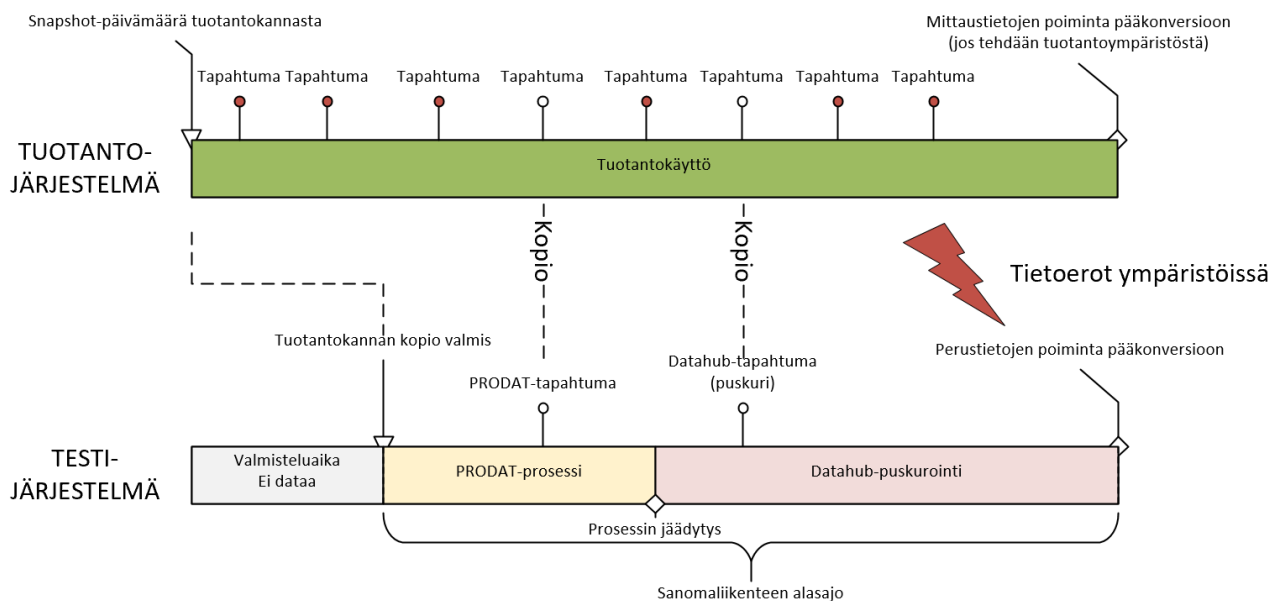 Snapshot-päivämäärä tuotantokannasta
Mittaustietojen poiminta pääkonversioon
(jos tehdään tuotantoympäristöstä)
Tapahtuma Tapahtuma Tapahtuma Tapahtuma Tapahtuma Tapahtuma Tapahtuma Tapahtuma
TUOTANTO-
JÄRJESTELMÄ
Tuotantokäyttö
Kopio
Kopio
Tietoerot ympäristöissä
Tuotantokannan kopio valmis
Perustietojen poiminta pääkonversioon
PRODAT-tapahtuma
Datahub-tapahtuma
(puskuri)
TESTI-
JÄRJESTELMÄ
Valmisteluaika
Ei dataa
PRODAT-prosessi
Datahub-puskurointi
Prosessin jäädytys
Sanomaliikenteen alasajo